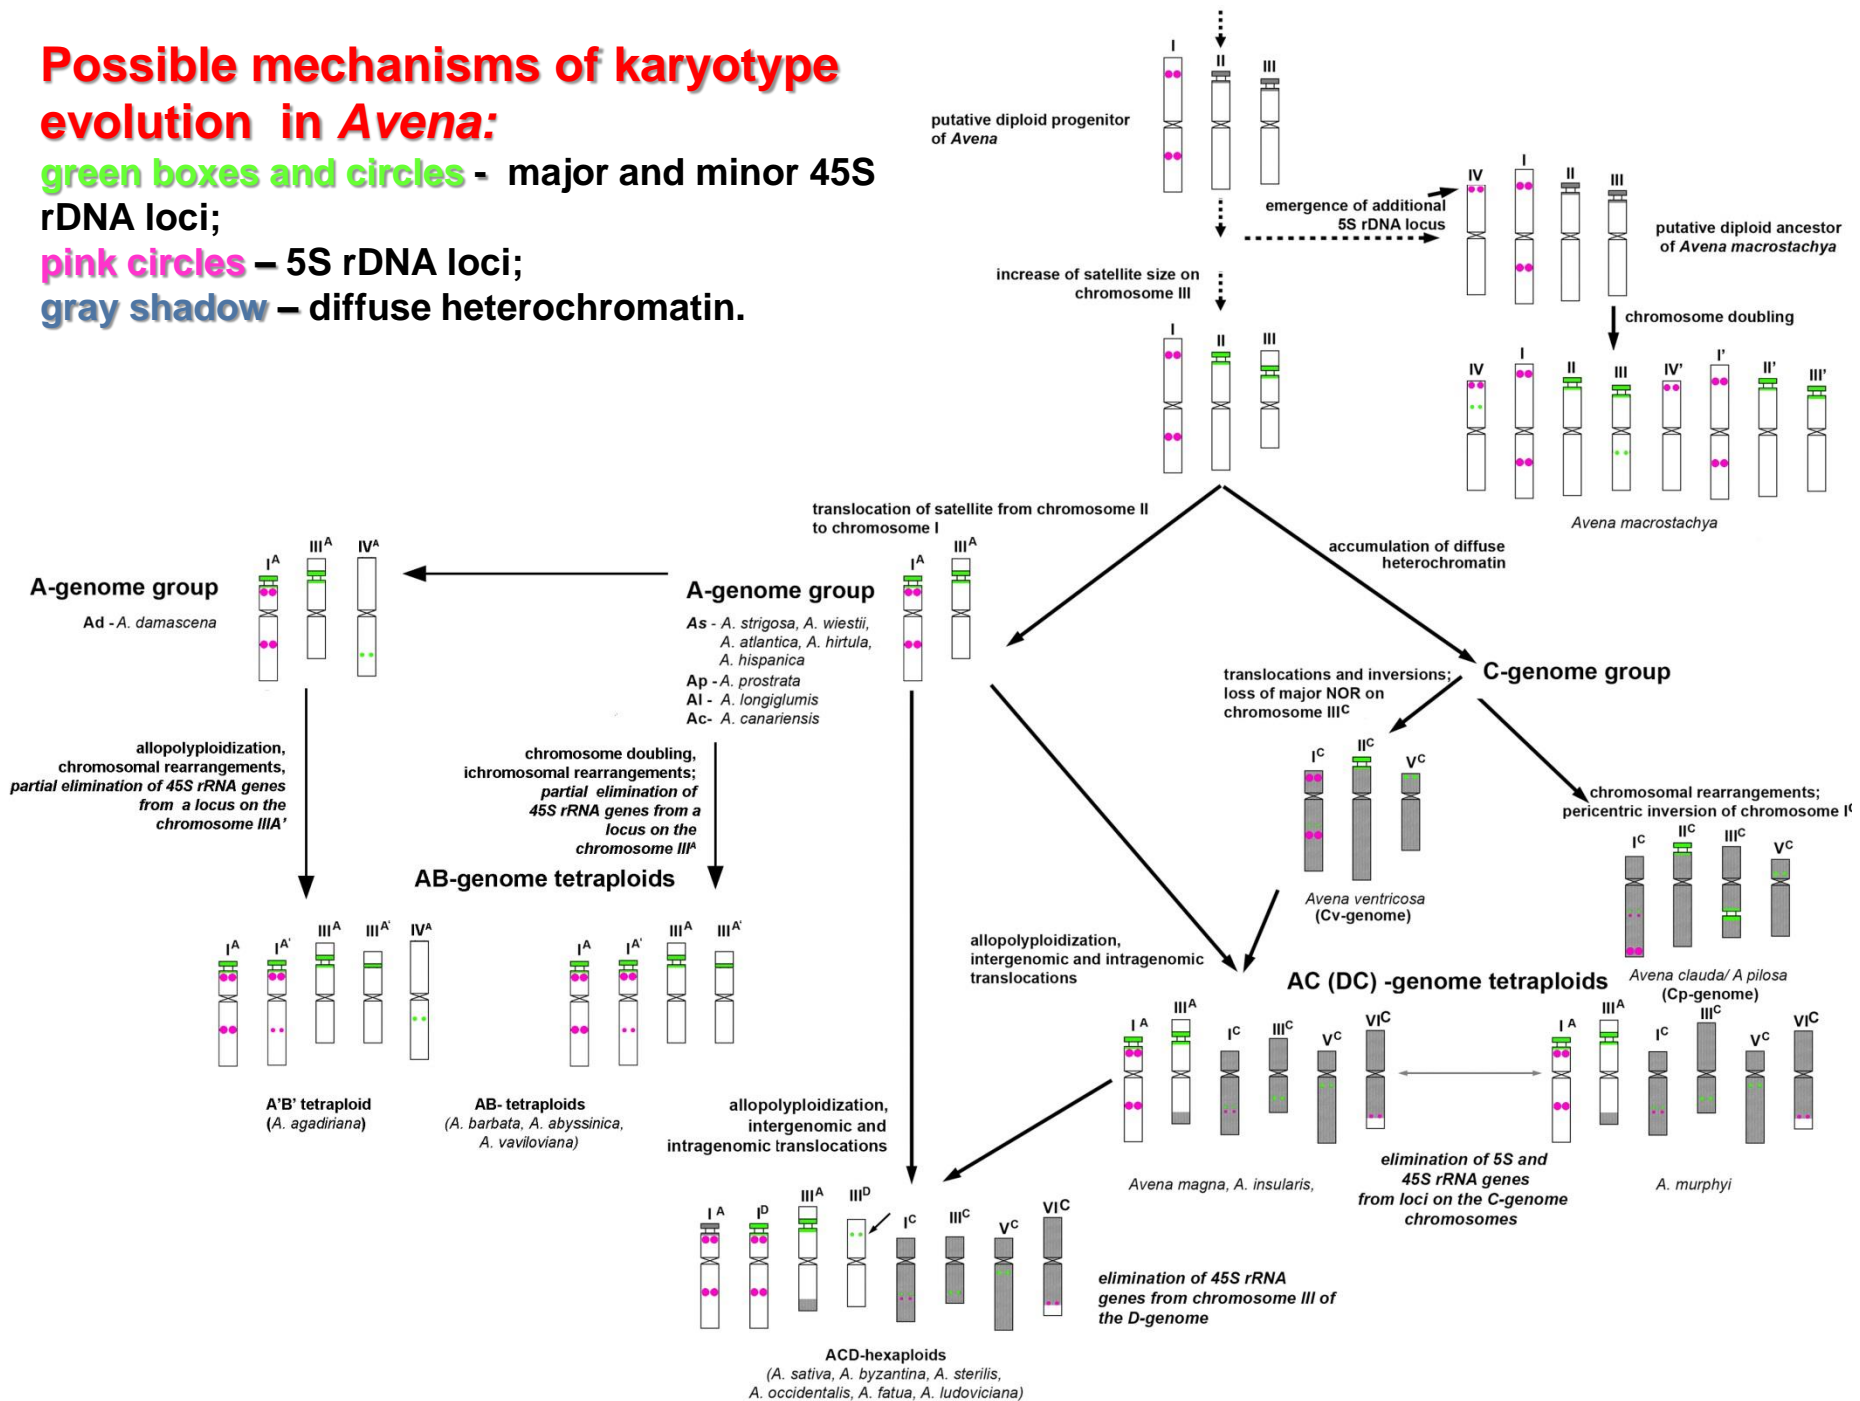 Possible mechanisms of karyotype
evolution in Avena:
green boxes and circles - major and minor 45S
rDNA loci;
pink circles – 5S rDNA loci;
gray shadow – diffuse heterochromatin.
I
II
III
putative diploid progenitor
of Avena
emergence of additional
5S rDNA locus
IV
I
II
III
putative diploid ancestor
of Avena macrostachya
increase of satellite size on
chromosome III
chromosome doubling
I
II
III
IV
I
II
III
IV’
I’
II’
III’
Avena macrostachya
translocation of satellite from chromosome II
to chromosome I
accumulation of diffuse
heterochromatin
A-genome group
Ad - A. damascena
IA
IIIA
IVA
A-genome group
As - A. strigosa, A. wiestii,
A. atlantica, A. hirtula,
A. hispanica
Ap - A. prostrata
Al - A. longiglumis
Ac- A. canariensis
IA
IIIA
C-genome group
translocations and inversions;
loss of major NOR on
chromosome IIIC
IC
IIC
VC
Avena ventricosa
(Cv-genome)
chromosomal rearrangements;
pericentric inversion of chromosome IC
IC
IIC
IIIC
VC
Avena clauda/ A pilosa
(Cp-genome)
allopolyploidization,
chromosomal rearrangements,
partial elimination of 45S rRNA genes
from a locus on the
chromosome IIIA’
chromosome doubling,
ichromosomal rearrangements;
partial elimination of
45S rRNA genes from a
locus on the
chromosome IIIA
AB-genome tetraploids
IA
IA'
IIIA
IIIA'
IVA
A’B’ tetraploid
(A. agadiriana)
IA
IA'
IIIA
IIIA'
AB- tetraploids
(A. barbata, A. abyssinica,
A. vaviloviana)
allopolyploidization,
intergenomic and intragenomic
translocations
AC (DC) -genome tetraploids
I A
IIIA
IC
IIIC
VC
VIC
Avena magna, A. insularis,
elimination of 5S and
45S rRNA genes
from loci on the C-genome
chromosomes
I A
IIIA
IC
IIIC
VC
VIC
A. murphyi
allopolyploidization,
intergenomic and
intragenomic translocations
I A
ID
IIIA
IIID
IC
IIIC
VC
VIC
elimination of 45S rRNA
genes from chromosome III of
the D-genome
ACD-hexaploids
(A. sativa, A. byzantina, A. sterilis,
A. occidentalis, A. fatua, A. ludoviciana)